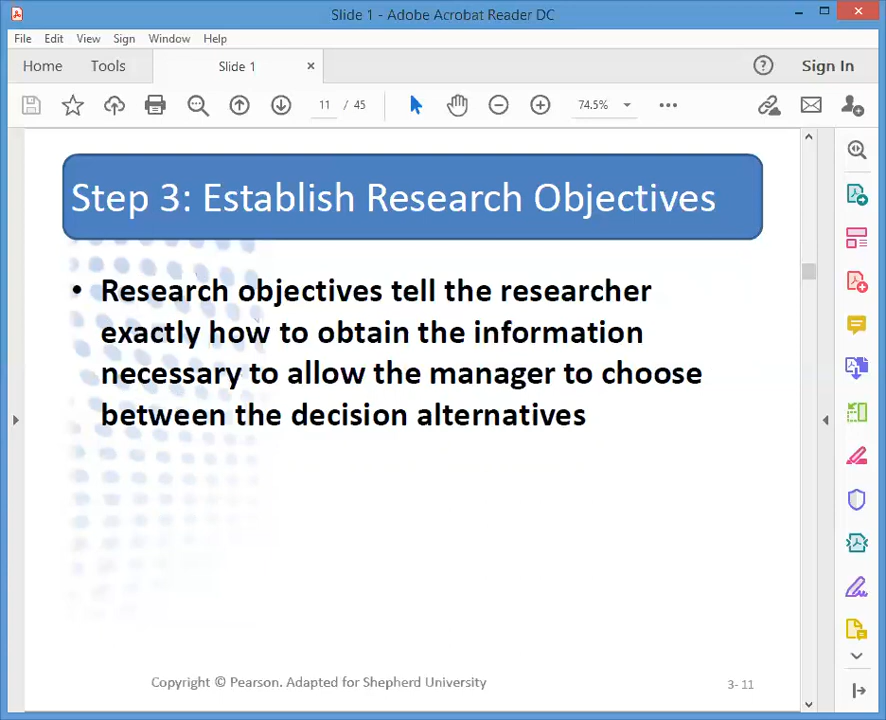 Slide 1 - Adobe Acrobat Reader DC
File Edit View Sign Window Help
Home Tools Slide 1 × Sign In
11 / 45 74.5%
Step 3: Establish Research Objectives
• Research objectives tell the researcher
exactly how to obtain the information
necessary to allow the manager to choose
between the decision alternatives
Copyright © Pearson. Adapted for Shepherd University
3- 11